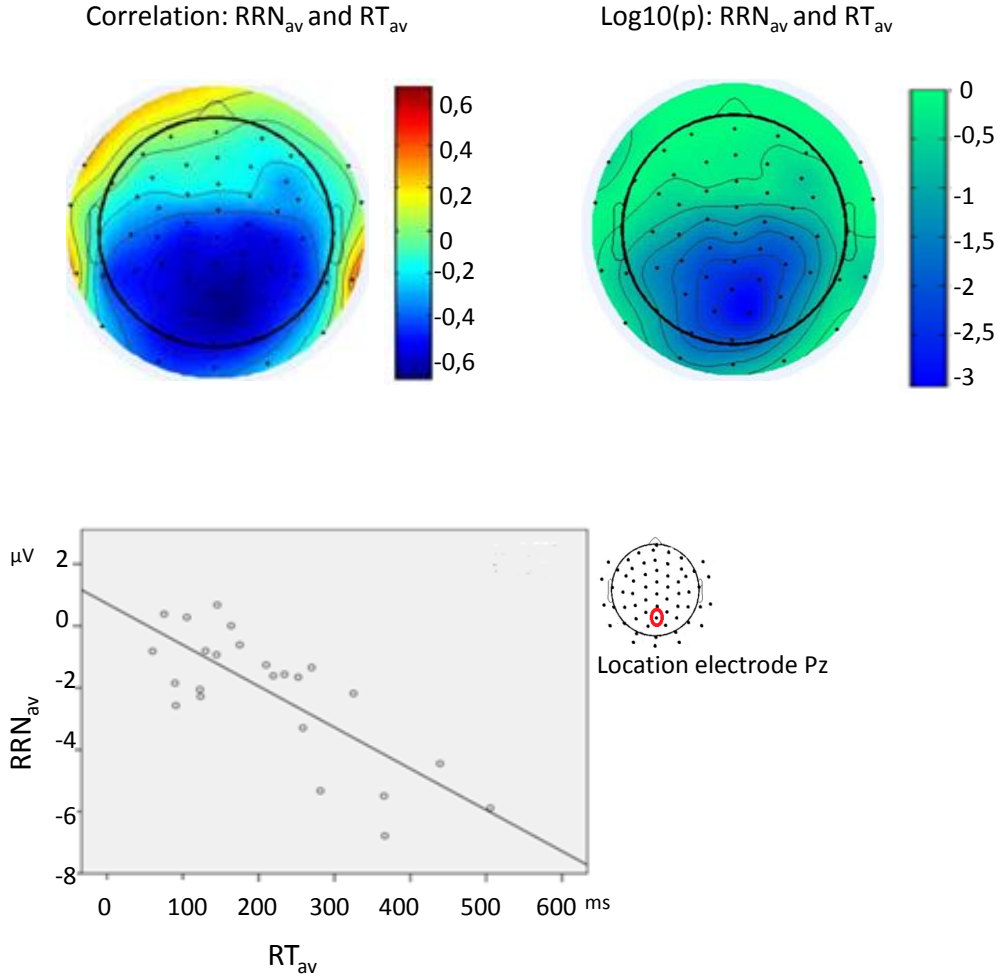 Correlation: RRNav and RTav
Log10(p): RRNav and RTav
0,6
0,4
0,2
0
-0,2
-0,4
-0,6
0
-0,5
-1
-1,5
-2
-2,5
-3
μV
2
0
-2
-4
-6
-8
RRNav
0 100 200 300 400 500 600 ms
RTav
Location electrode Pz